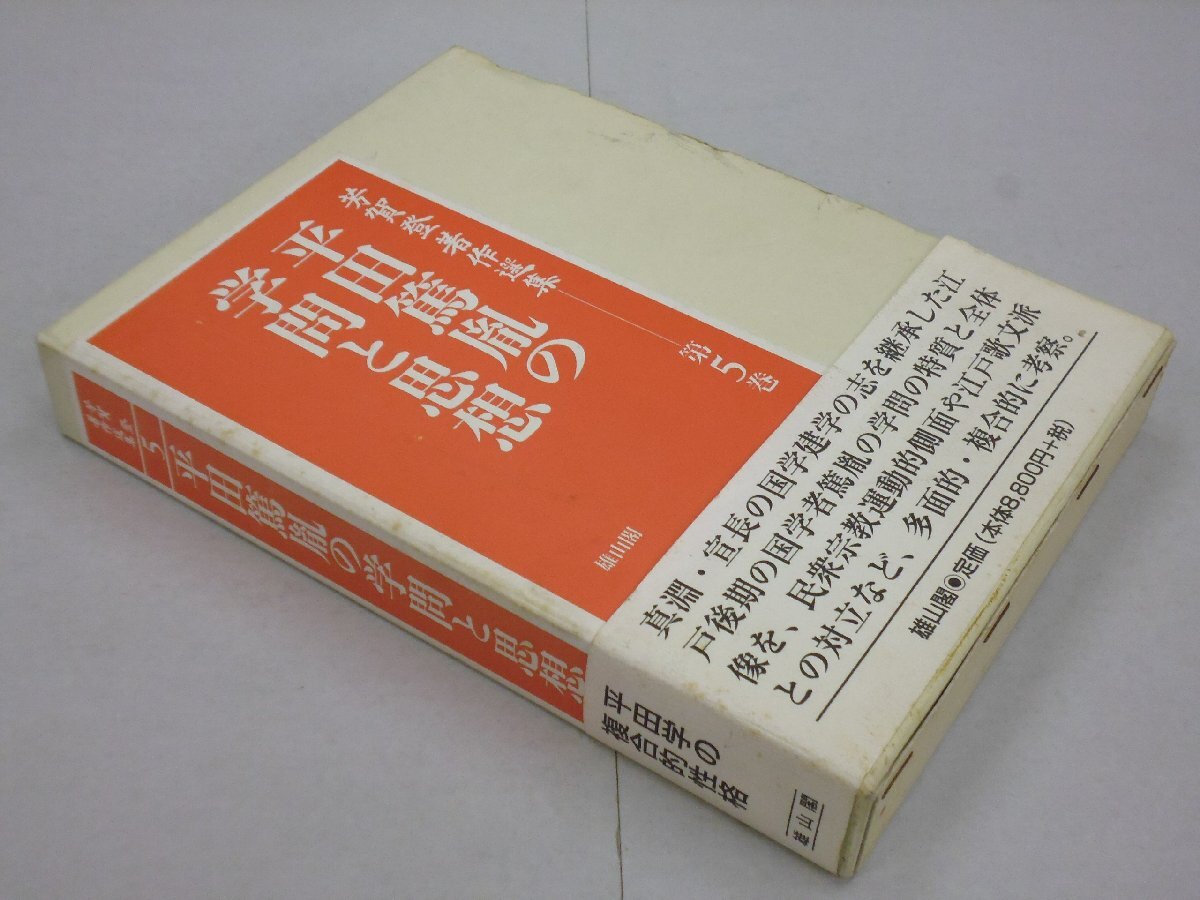 芳賀登著作選集
第5巻
平田篤胤の
学問と思想
雄山閣
真淵・宣長の国学建学の志を継承した江
戸後期の国学者篤胤の学問の特質と全体
像を、民衆宗教運動的側面や江戸歌文派
との対立など、多面的・複合的に考察。
雄山閣●定価(本体8,800円+税)
芳賀 登
著作選集
5
平田篤胤の学問と思想
平田学の
複合的性格
雄山閣